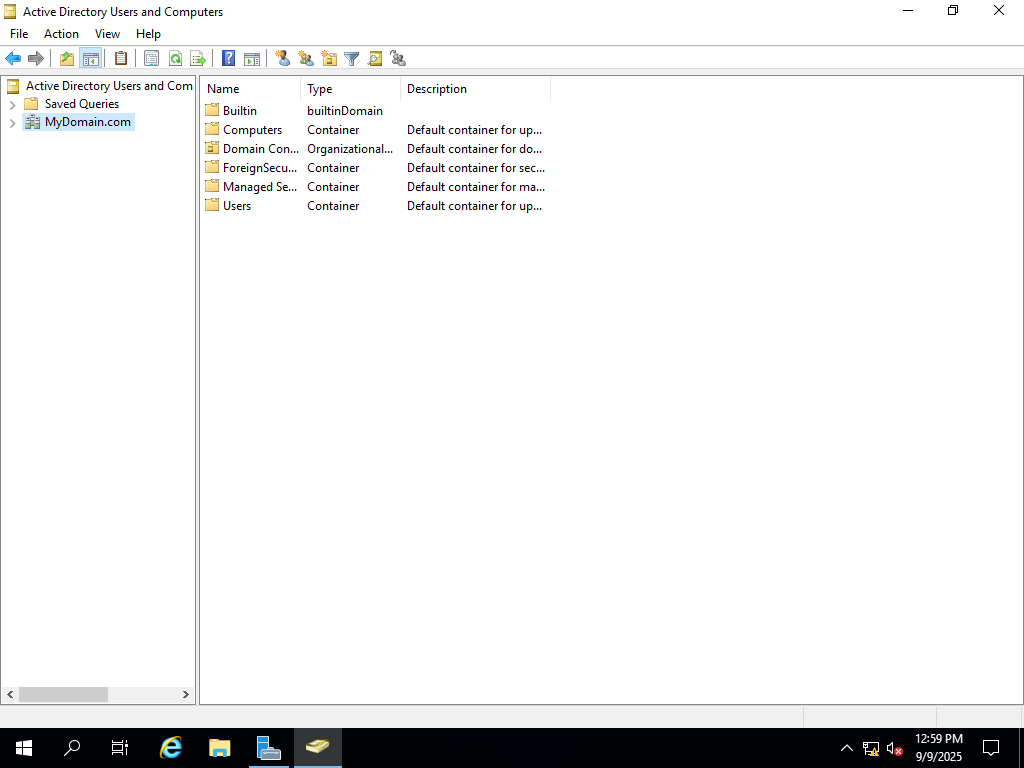 Active Directory Users and Computers
File Action View Help
Active Directory Users and Com
Saved Queries
MyDomain.com
Name Type Description
Builtin builtinDomain
Computers Container Default container for up...
Domain Con... Organizational... Default container for do...
ForeignSecu... Container Default container for sec...
Managed Se... Container Default container for ma...
Users Container Default container for up...
12:59 PM
9/9/2025